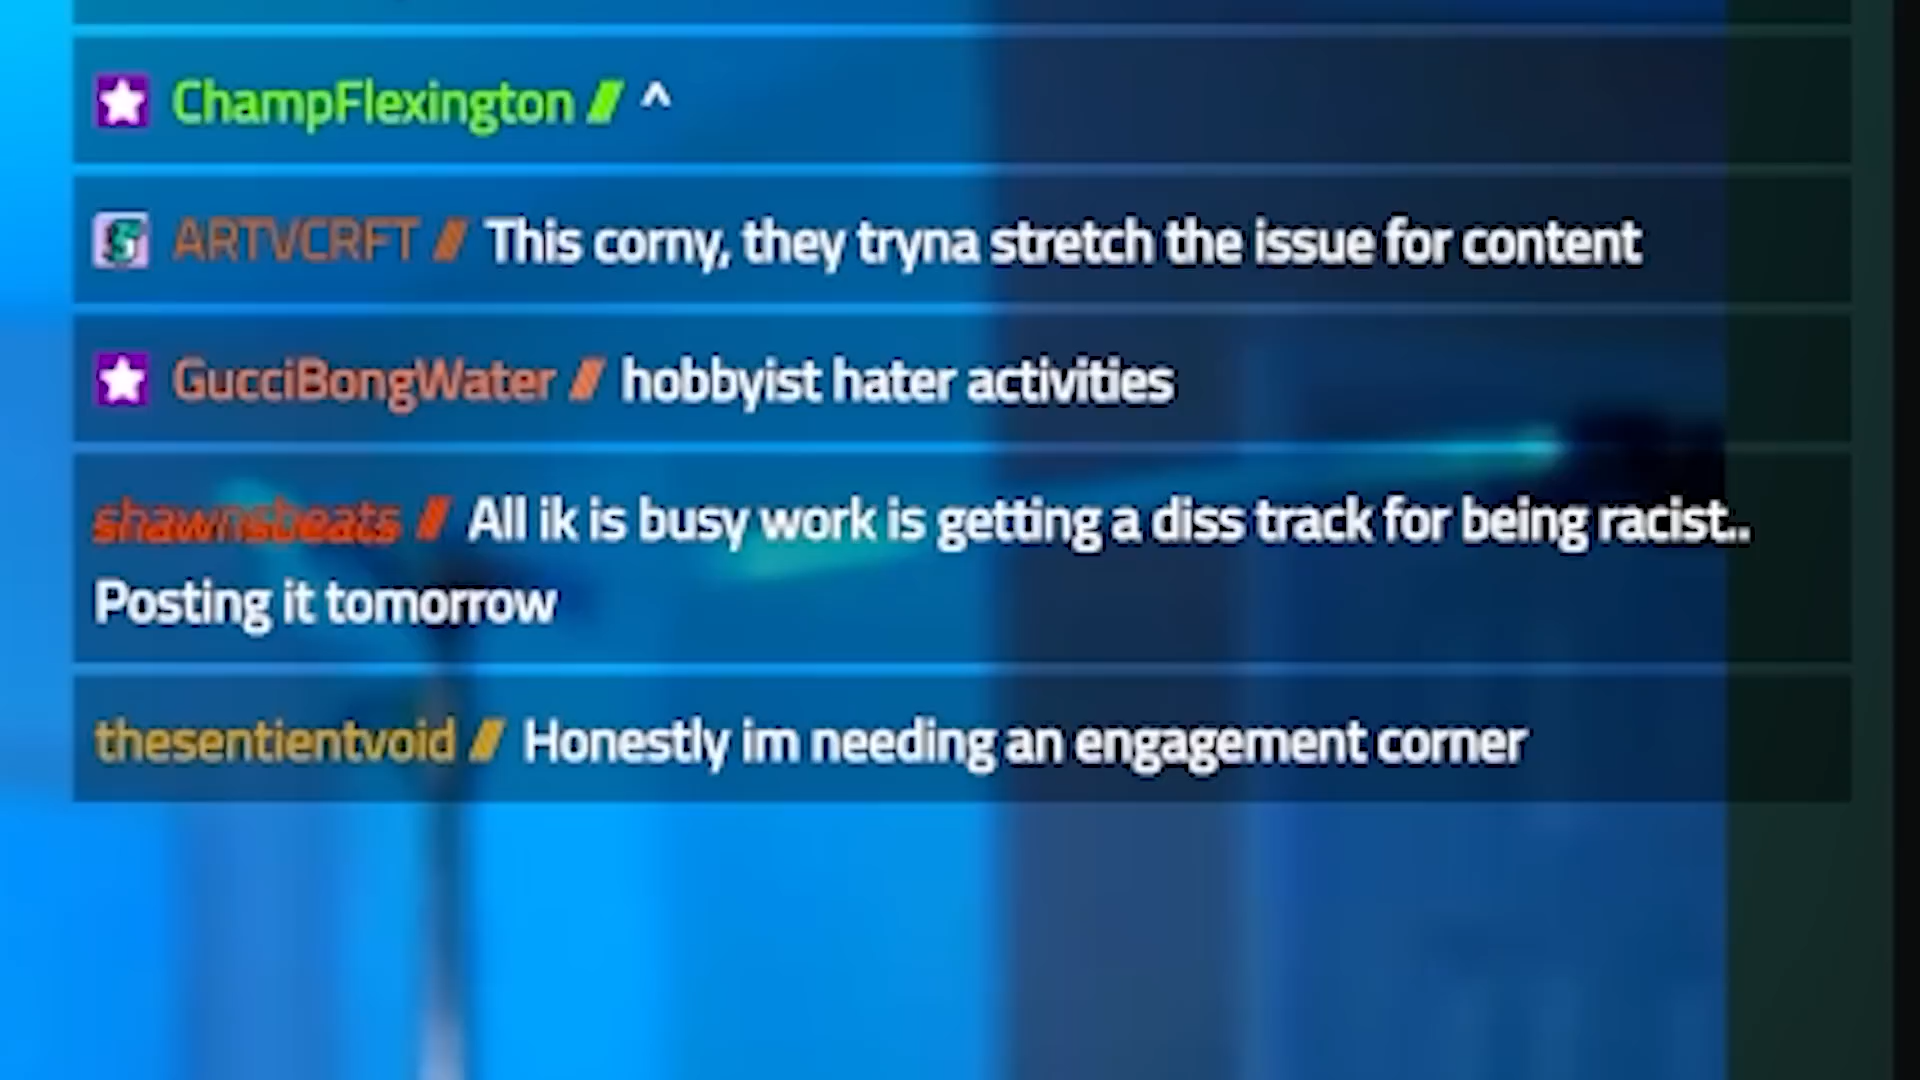 ChampFlexington // ^
ARTVCRFT // This corny, they tryna stretch the issue for content
GucciBongWater // hobbyist hater activities
shawnsbeats // All ik is busy work is getting a diss track for being racist..
Posting it tomorrow
thesentientvoid // Honestly im needing an engagement corner